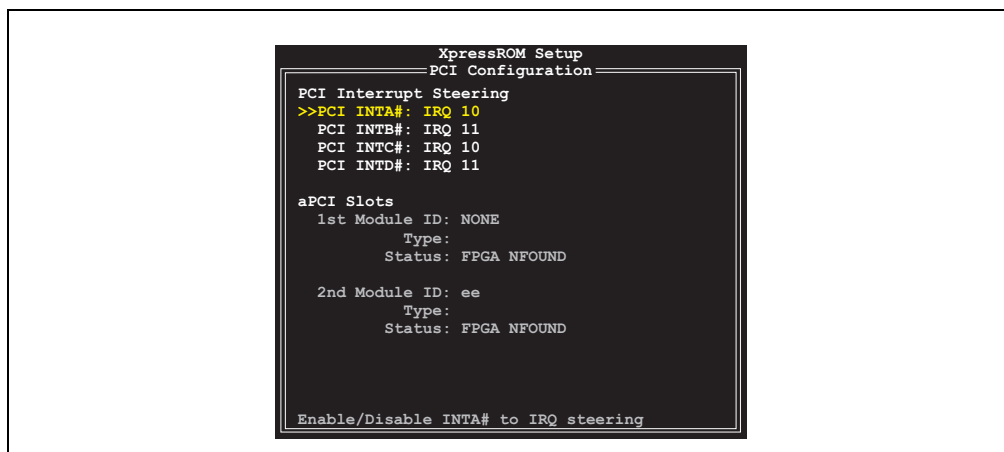 XpressROM Setup
PCI Configuration
PCI Interrupt Steering
>>PCI INTA#: IRQ 10
PCI INTB#: IRQ 11
PCI INTC#: IRQ 10
PCI INTD#: IRQ 11
aPCI Slots
1st Module ID: NONE
Type:
Status: FPGA NFOUND
2nd Module ID: ee
Type:
Status: FPGA NFOUND
Enable/Disable INTA# to IRQ steering